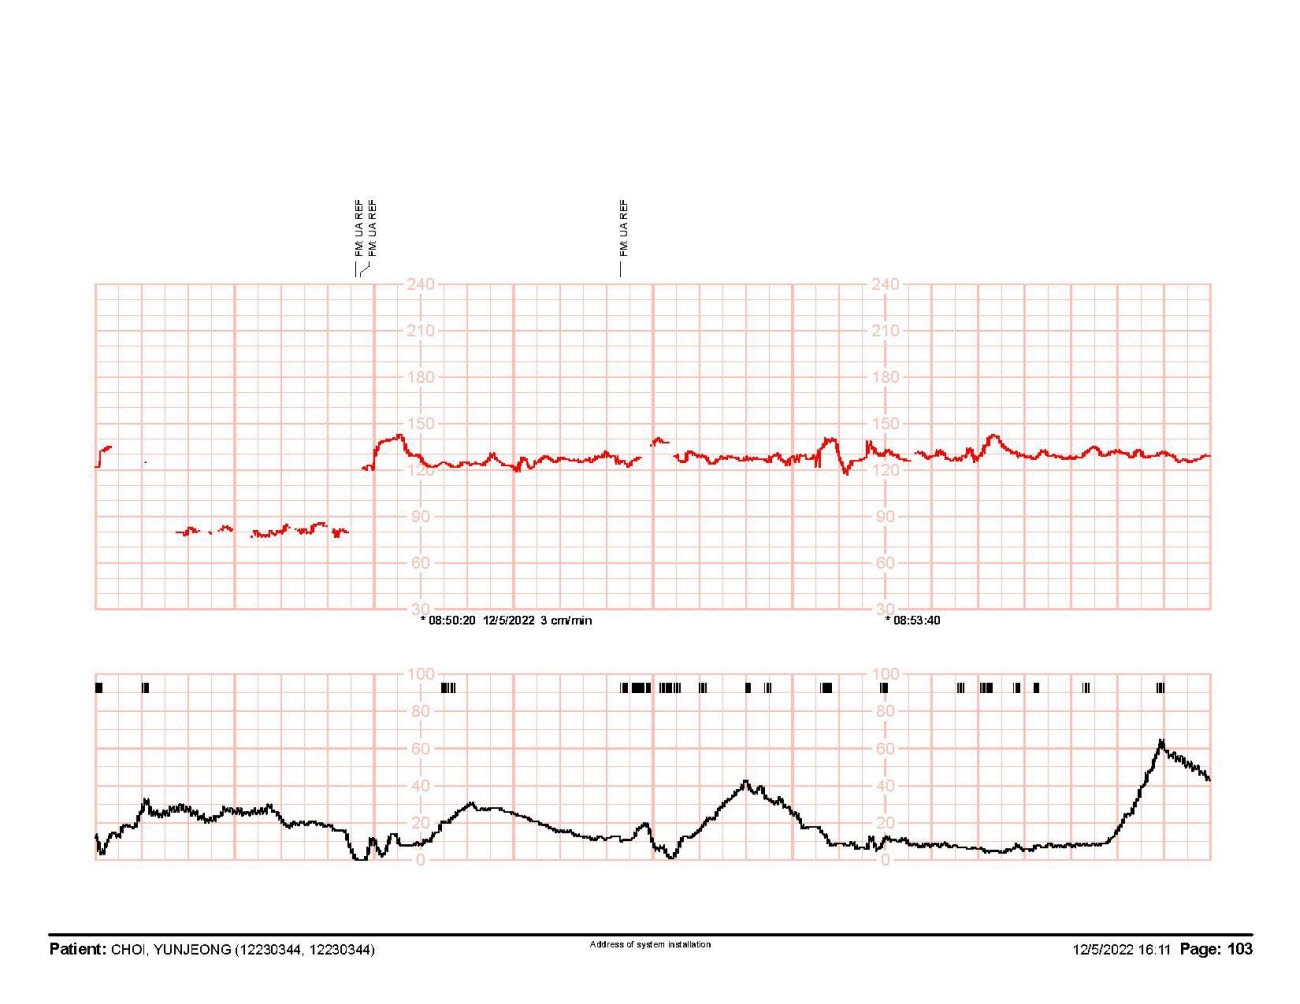 FM: UA REF
FM: UA REF
FM: UA REF
240 240
210 210
180 180
150 150
120 120
90 90
60 60
30 30
* 08:50:20 12/5/2022 3 cm/min * 08:53:40
100 100
80 80
60 60
40 40
20 20
0 0
Patient: CHOI, YUNJEONG (12230344, 12230344) Address of system installation 12/5/2022 16:11 Page: 103